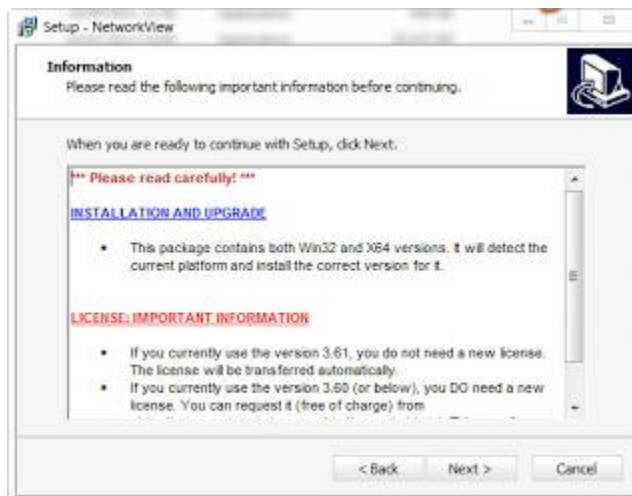 Setup - NetworkView
Information
Please read the following important information before continuing.
When you are ready to continue with Setup, click Next.
*** Please read carefully! ***
INSTALLATION AND UPGRADE
• This package contains both Win32 and X64 versions. It will detect the
current platform and install the correct version for it.
LICENSE: IMPORTANT INFORMATION
• If you currently use the version 3.61, you do not need a new license.
The license will be transferred automatically.
• If you currently use the version 3.60 (or below), you DO need a new
license. You can request it (free of charge) from
< Back Next > Cancel